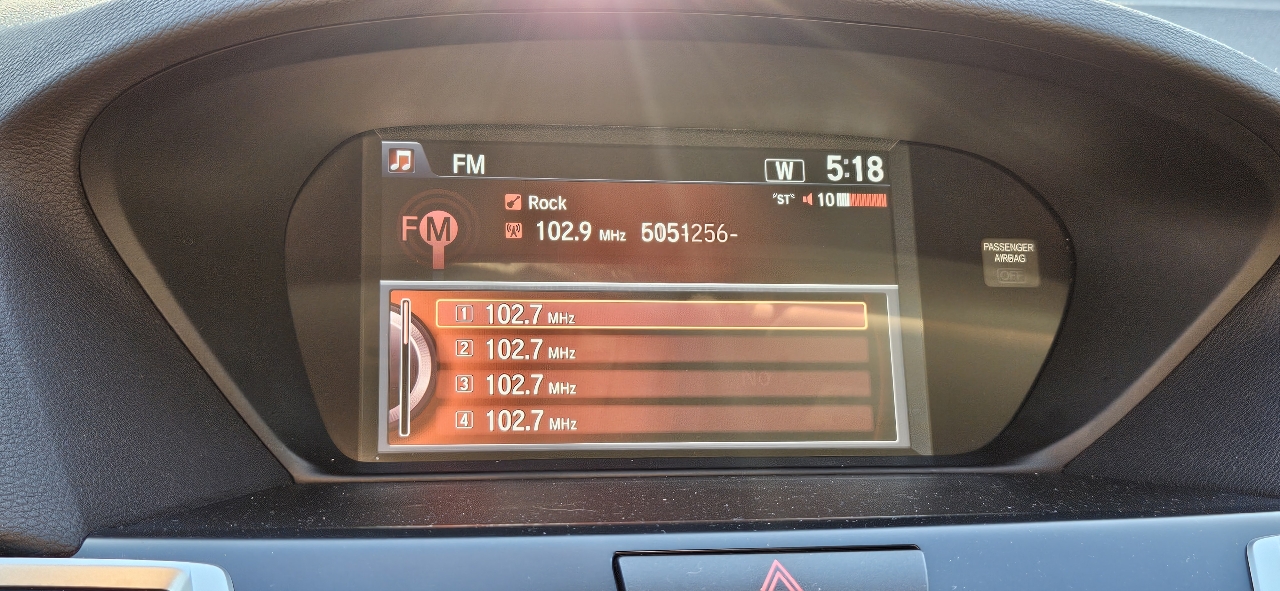 FM W 5:18
Rock "ST" 10
FM 102.9 MHz
PASSENGER
AIRBAG
OFF
1 102.7 MHz
2 102.7 MHz
3 102.7 MHz
No
4 102.7 MHz